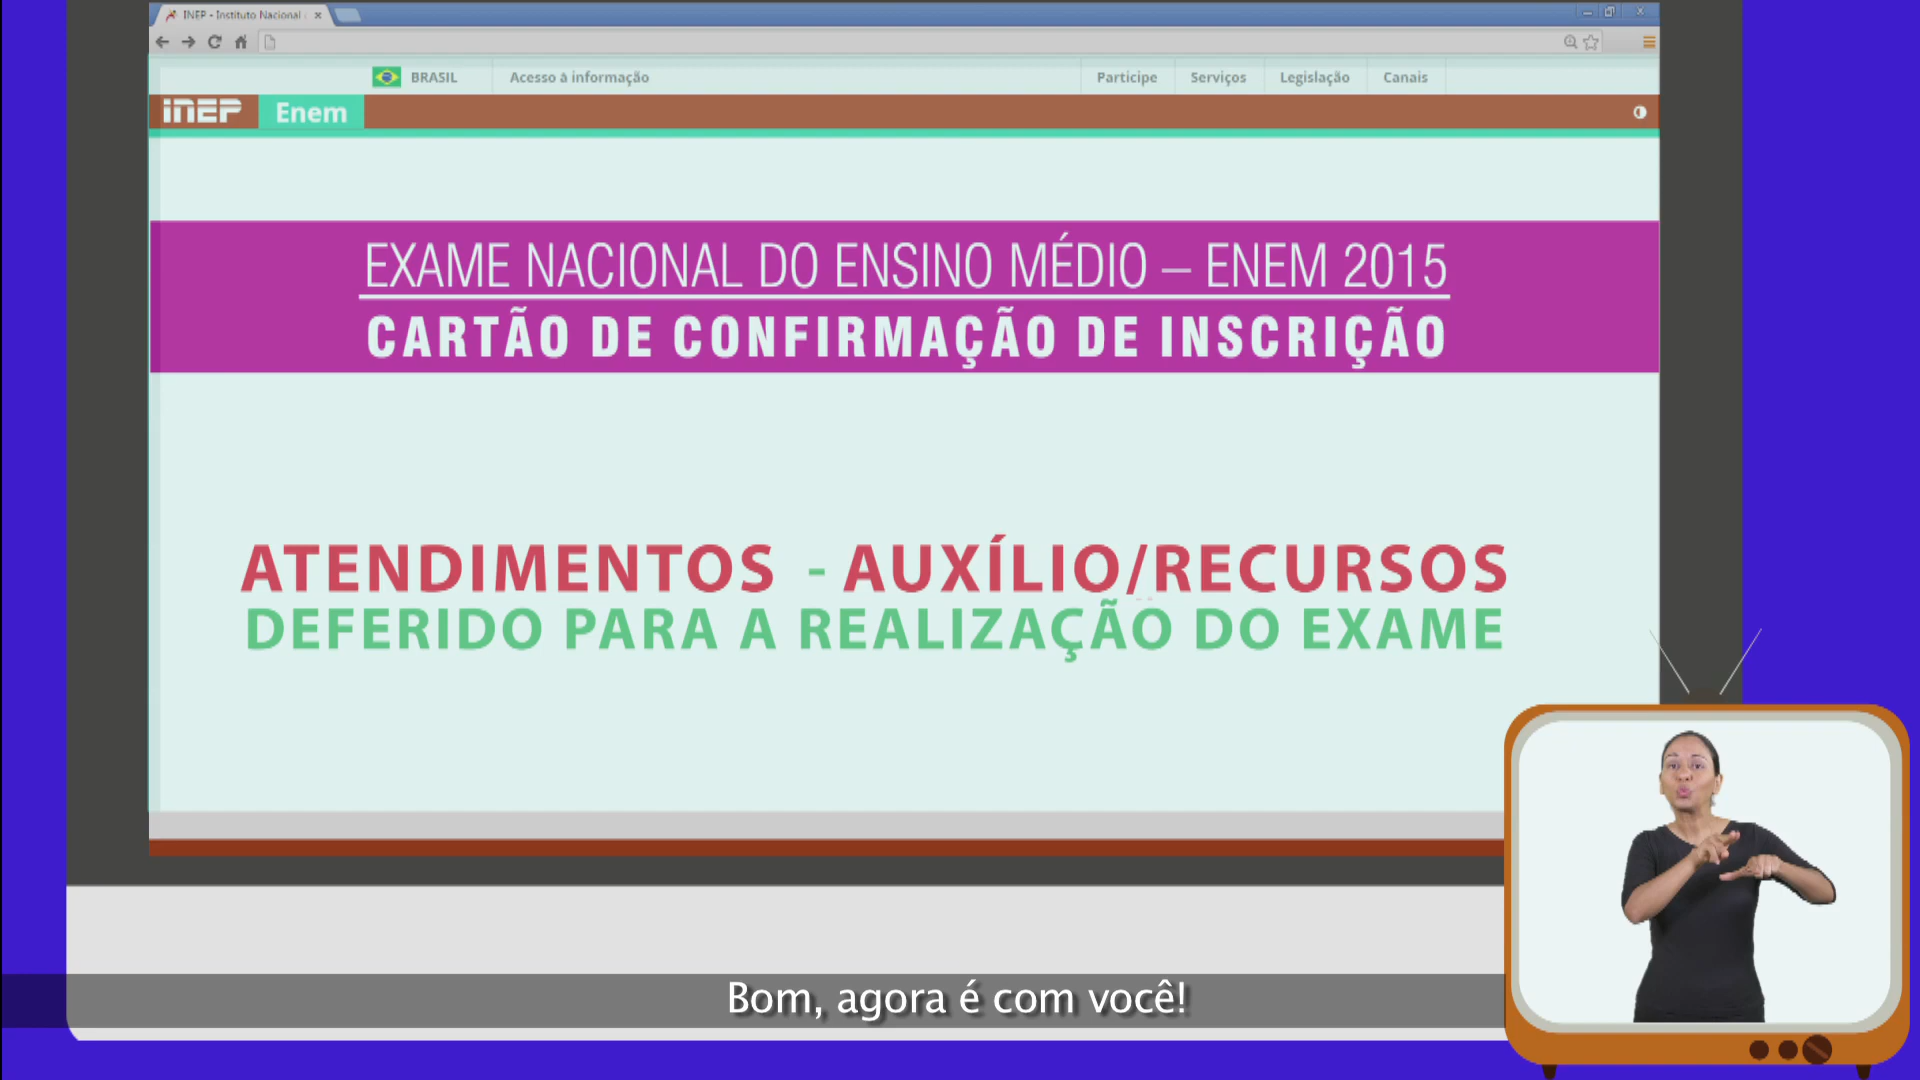 INEP - Instituto Nacional
BRASIL
Acesso à informação
Participe
Serviços
Legislação
Canais
INEP
Enem
EXAME NACIONAL DO ENSINO MÉDIO – ENEM 2015
CARTÃO DE CONFIRMAÇÃO DE INSCRIÇÃO
ATENDIMENTOS - AUXÍLIO/RECURSOS
DEFERIDO PARA A REALIZAÇÃO DO EXAME
Bom, agora é com você!